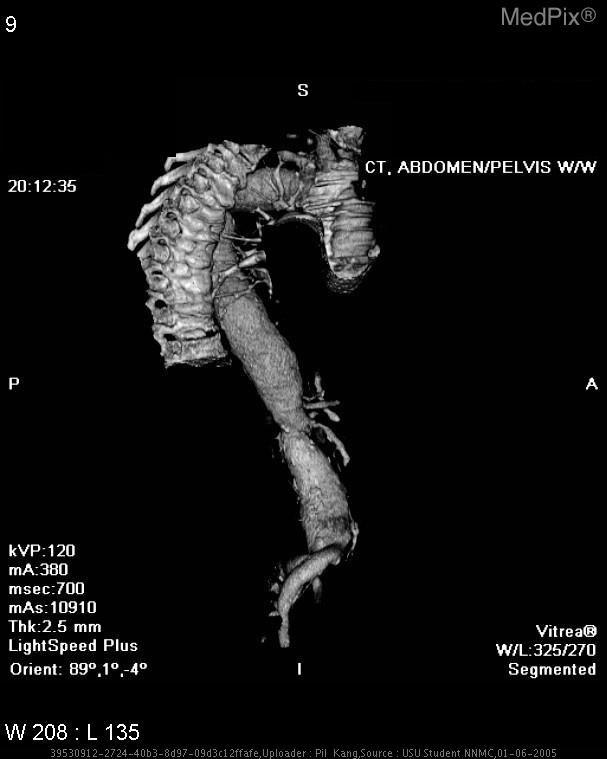 9
MedPix®
S
CT, ABDOMEN/PELVIS W/W
20:12:35
P
A
kVP:120
mA:380
msec:700
mAs:10910
Thk:2.5 mm
LightSpeed Plus
Orient: 89º,1º,-4º
I
Vitrea®
W/L:325/270
Segmented
W 208 : L 135
39530912-2724-40b3-8d97-09d3c12ffafe,Uploader : Pil Kang,Source : USU Student NNMC,01-06-2005